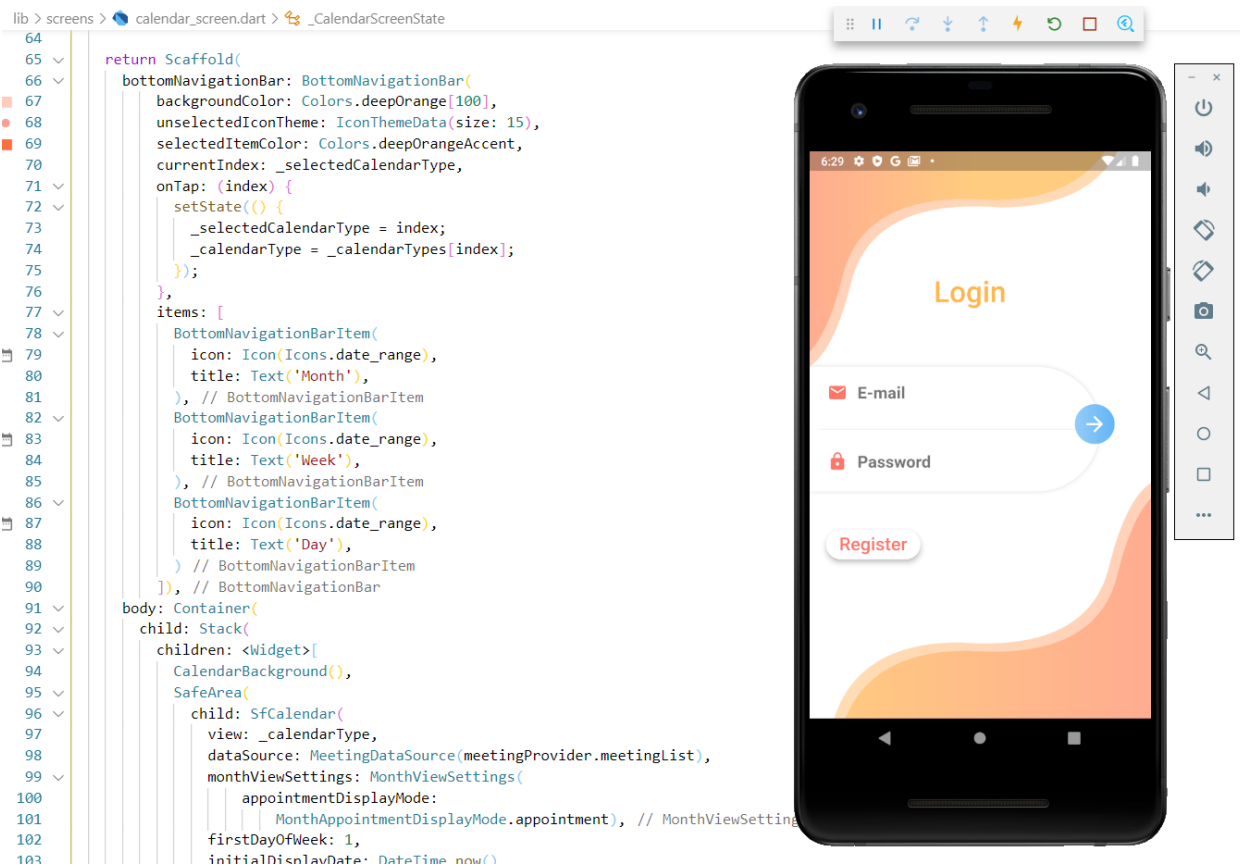 lib > screens > calendar_screen.dart > _CalendarScreenState
64
65 return Scaffold(
66 bottomNavigationBar: BottomNavigationBar(
67 backgroundColor: Colors.deepOrange[100],
68 unselectedIconTheme: IconThemeData(size: 15),
69 selectedItemColor: Colors.deepOrangeAccent,
70 currentIndex: _selectedCalendarType,
71 onTap: (index) {
72 setState(() {
73 _selectedCalendarType = index;
74 _calendarType = _calendarTypes[index];
75 });
76 },
77 items: [
78 BottomNavigationBarItem(
79 icon: Icon(Icons.date_range),
80 title: Text('Month'),
81 ), // BottomNavigationBarItem
82 BottomNavigationBarItem(
83 icon: Icon(Icons.date_range),
84 title: Text('Week'),
85 ), // BottomNavigationBarItem
86 BottomNavigationBarItem(
87 icon: Icon(Icons.date_range),
88 title: Text('Day'),
89 ) // BottomNavigationBarItem
90 ]), // BottomNavigationBar
91 body: Container(
92 child: Stack(
93 children: <Widget>[
94 CalendarBackground(),
95 SafeArea(
96 child: SfCalendar(
97 view: _calendarType,
98 dataSource: MeetingDataSource(meetingProvider.meetingList),
99 monthViewSettings: MonthViewSettings(
100 appointmentDisplayMode:
101 MonthAppointmentDisplayMode.appointment), // MonthViewSetting
102 firstDayOfWeek: 1,
103 initialDisplayDate: DateTime.now()
6:29
Login
E-mail
Password
Register